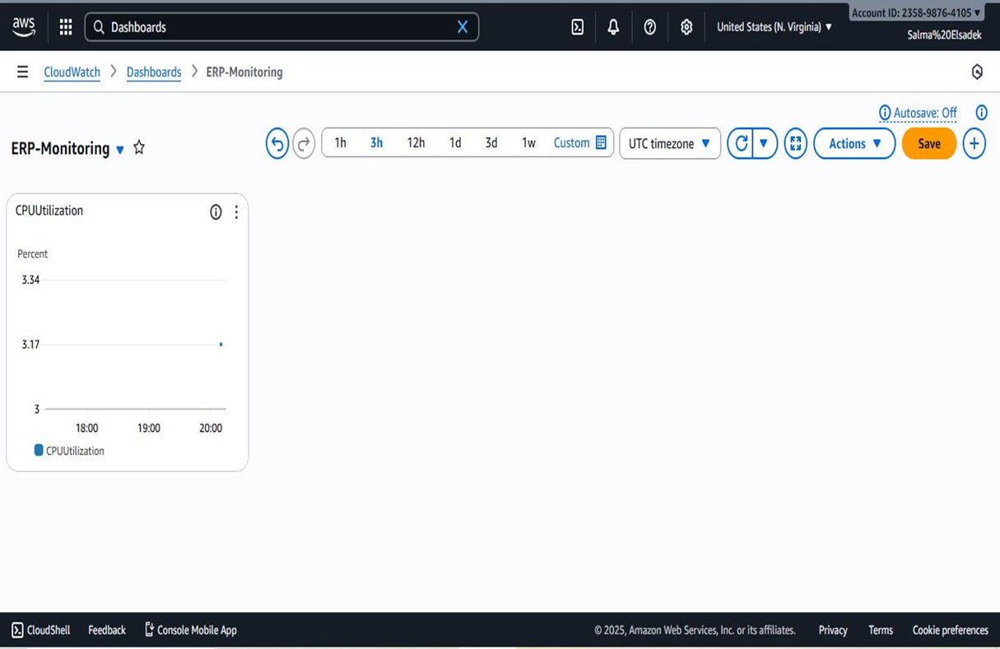 aws
Dashboards
United States (N. Virginia)
Account ID: 2358-9876-4105
Salma%20Elsadek
CloudWatch
Dashboards
ERP-Monitoring
Autosave: Off
ERP-Monitoring
1h 3h 12h 1d 3d 1w Custom
UTC timezone
Actions
Save
CPUUtilization
Percent
3.34
3.17
3
18:00 19:00 20:00
CPUUtilization
CloudShell Feedback Console Mobile App © 2025, Amazon Web Services, Inc. or its affiliates. Privacy Terms Cookie preferences